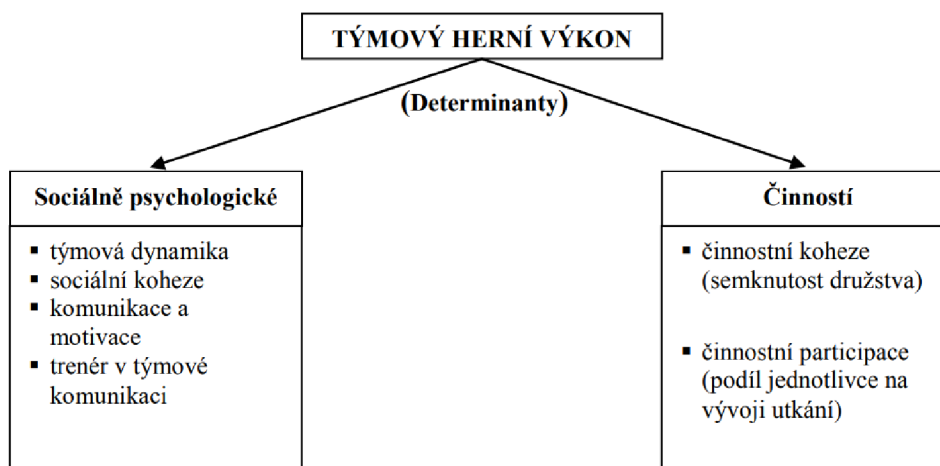 TÝMOVÝ HERNÍ VÝKON
(Determinanty)
Sociálně psychologické
▪ týmová dynamika
▪ sociální koheze
▪ komunikace a
motivace
▪ trenér v týmové
komunikaci
Činností
▪ činnostní koheze
(semknutost družstva)
▪ činnostní participace
(podíl jednotlivce na
vývoji utkání)